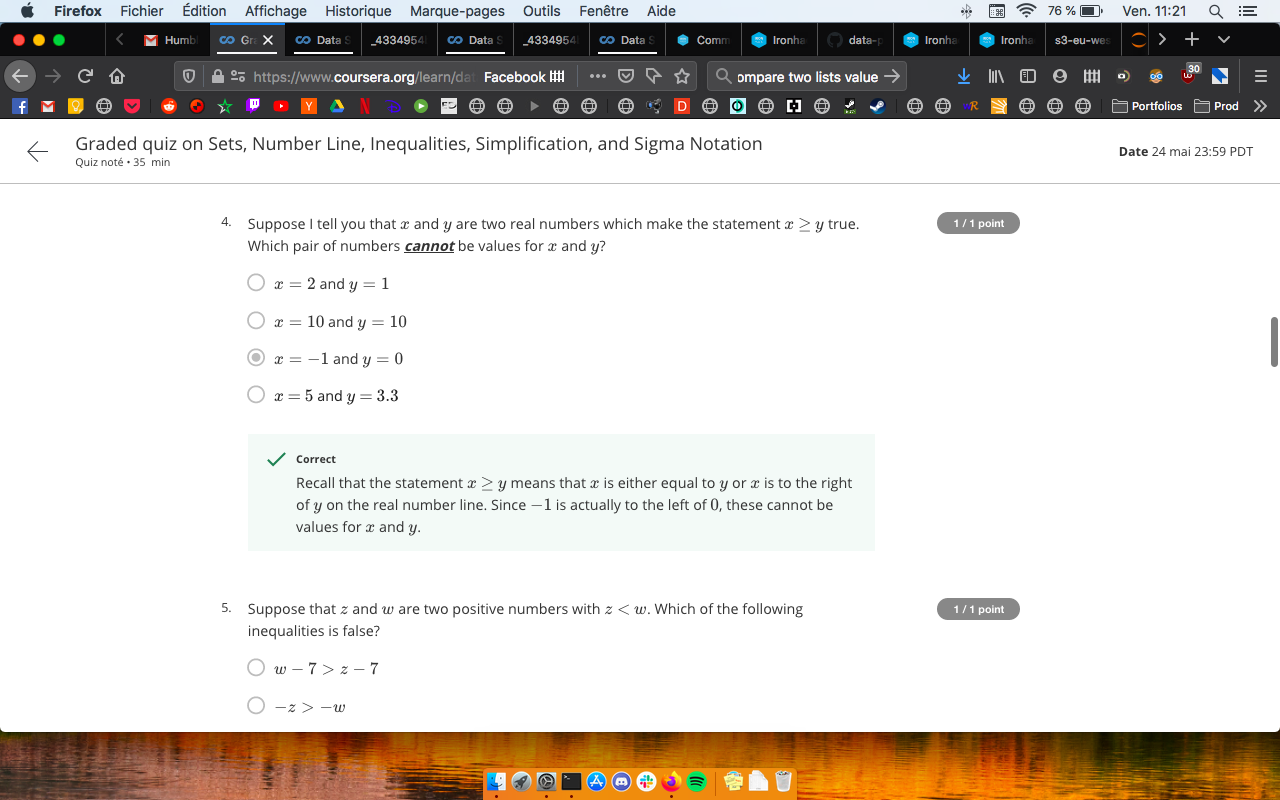 Firefox Fichier Édition Affichage Historique Marque-pages Outils Fenêtre Aide 76 % Ven. 11:21
Humbl Gr Data S _4334954 Data S _4334954 Data S Comm Ironha data-p Ironha Ironha s3-eu-wes
https://www.coursera.org/learn/dat Facebook ompare two lists value 30
Portfolios Prod
Graded quiz on Sets, Number Line, Inequalities, Simplification, and Sigma Notation
Quiz noté • 35 min
Date 24 mai 23:59 PDT
4. Suppose I tell you that x and y are two real numbers which make the statement x ≥ y true. 1 / 1 point
Which pair of numbers cannot be values for x and y?
x = 2 and y = 1
x = 10 and y = 10
x = −1 and y = 0
x = 5 and y = 3.3
Correct
Recall that the statement x ≥ y means that x is either equal to y or x is to the right
of y on the real number line. Since −1 is actually to the left of 0, these cannot be
values for x and y.
5. Suppose that z and w are two positive numbers with z < w. Which of the following 1 / 1 point
inequalities is false?
w − 7 > z − 7
−z > −w